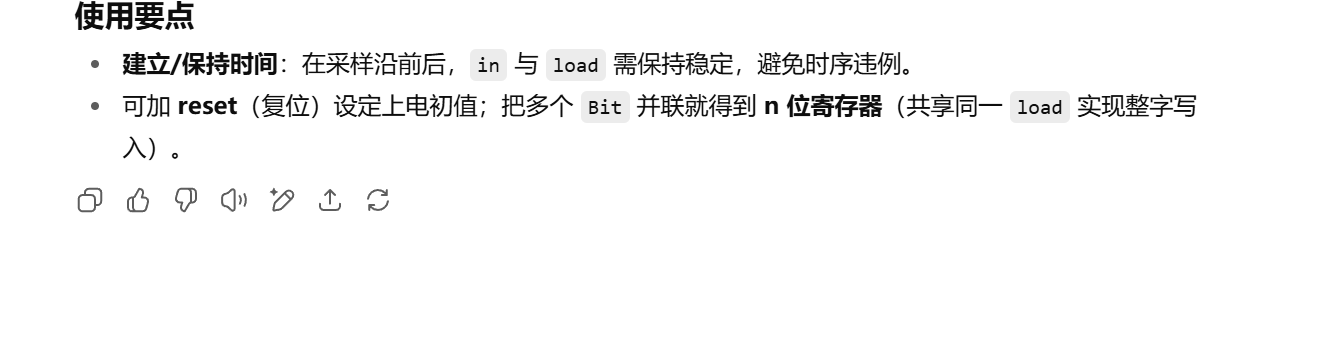 使用要点
建立/保持时间：在采样沿前后，in 与 load 需保持稳定，避免时序违例。
可加 reset（复位）设定上电初值；把多个 Bit 并联就得到 n 位寄存器（共享同一 load 实现整字写
入）。